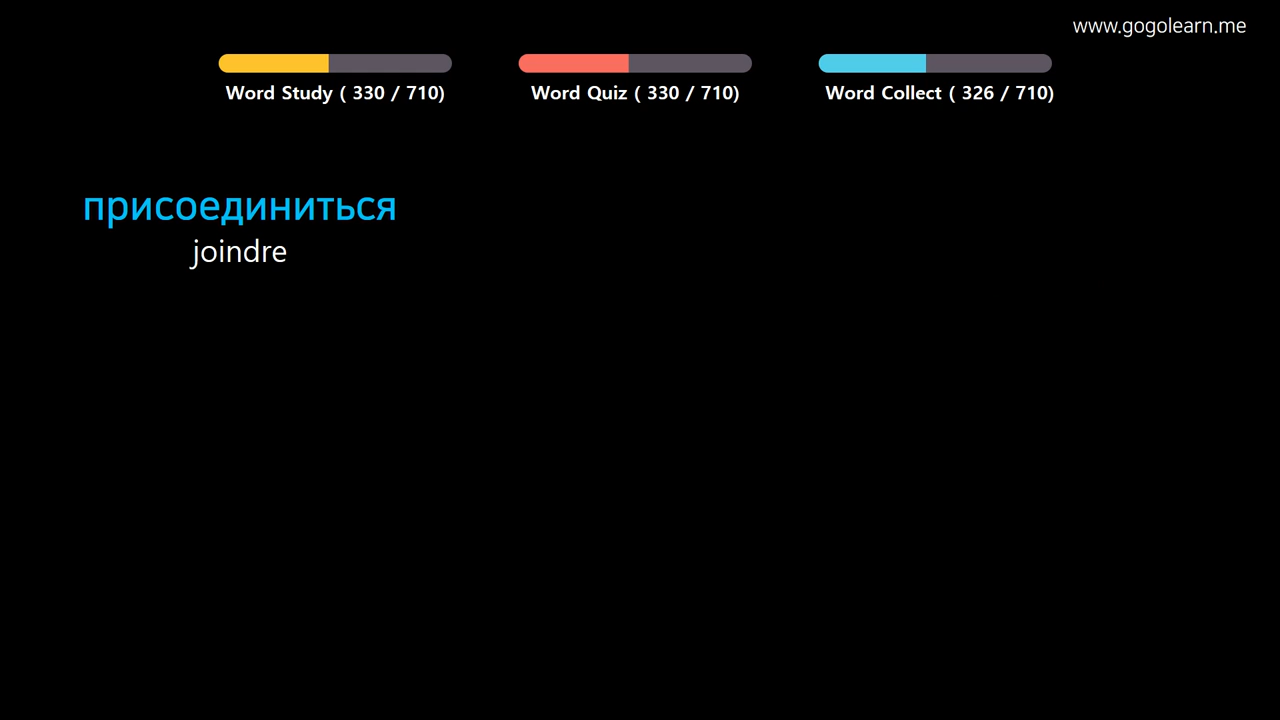 www.gogolearn.me
Word Study ( 330 / 710)
Word Quiz ( 330 / 710)
Word Collect ( 326 / 710)
присоединиться
joindre